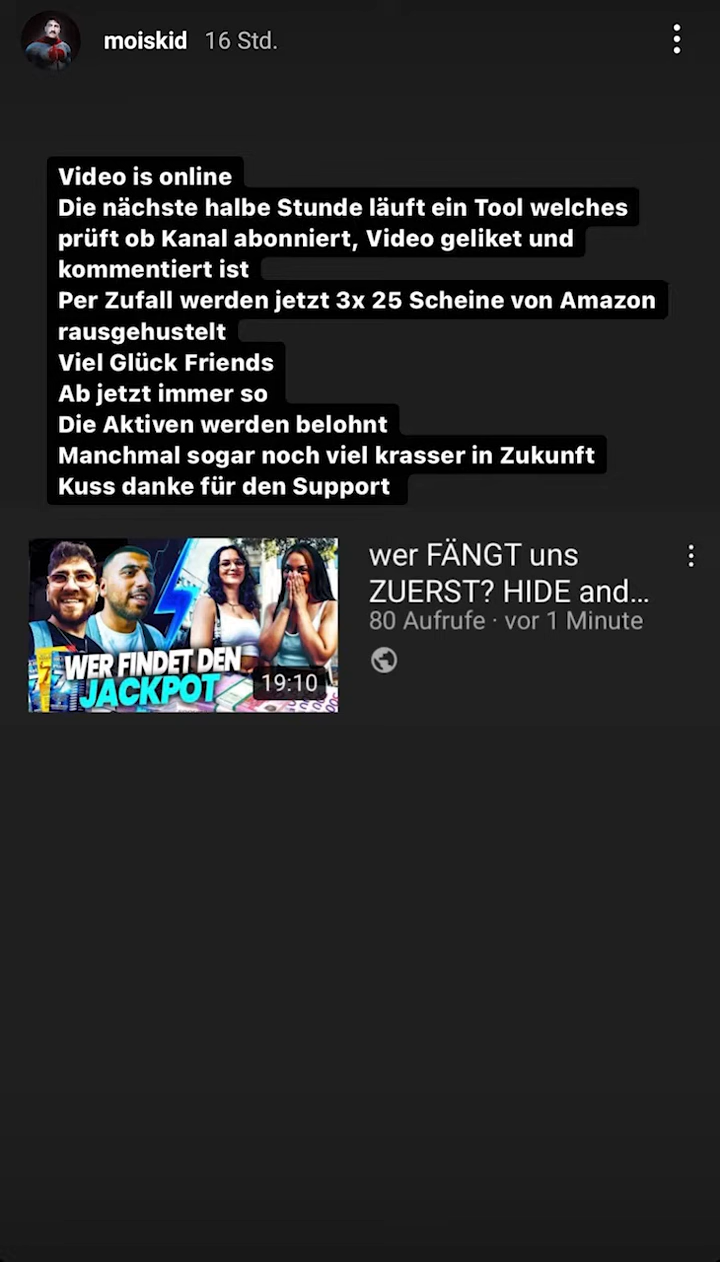 moiskid 16 Std.
Video is online
Die nächste halbe Stunde läuft ein Tool welches
prüft ob Kanal abonniert, Video geliket und
kommentiert ist
Per Zufall werden jetzt 3x 25 Scheine von Amazon
rausgehustelt
Viel Glück Friends
Ab jetzt immer so
Die Aktiven werden belohnt
Manchmal sogar noch viel krasser in Zukunft
Kuss danke für den Support
wer FÄNGT uns
ZUERST? HIDE and...
80 Aufrufe · vor 1 Minute
WER FINDET DEN
JACKPOT
19:10